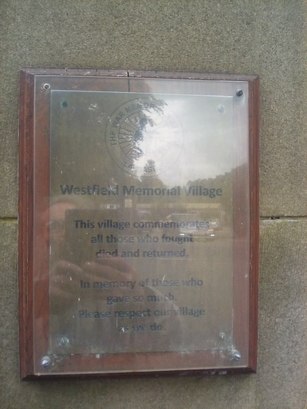 Westfield Memorial Village
This village commemorates
all those who fought
died and returned.
In memory of those who
gave so much.
Please respect our village
as we do.